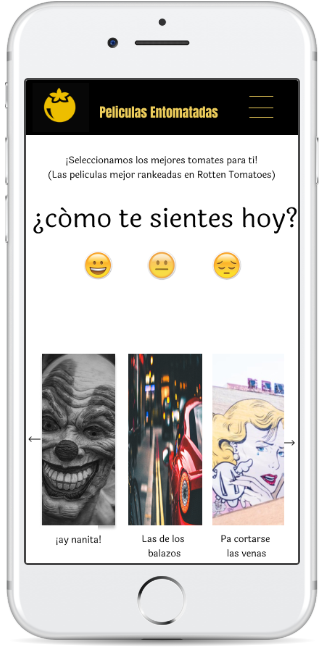 Peliculas Entomatadas
¡Seleccionamos los mejores tomates para ti!
(Las peliculas mejor rankeadas en Rotten Tomatoes)
¿còmo te sientes hoy?
¡ay nanita!
Las de los
balazos
Pa cortarse
las venas